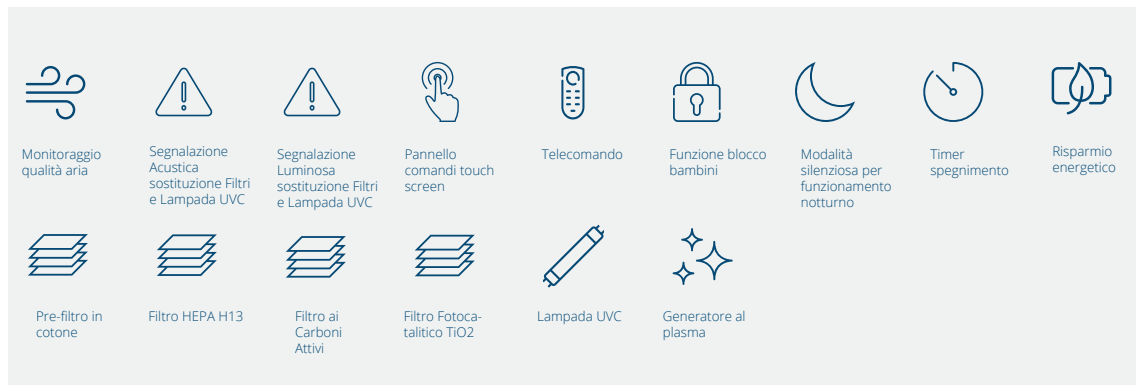 Monitoraggio
qualità aria
Segnalazione
Acustica
sostituzione Filtri
e Lampada UVC
Segnalazione
Luminosa
sostituzione Filtri
e Lampada UVC
Pannello
comandi touch
screen
Telecomando
Funzione blocco
bambini
Modalità
silenziosa per
funzionamento
notturno
Timer
spegnimento
Risparmio
energetico
Pre-filtro in
cotone
Filtro HEPA H13
Filtro ai
Carboni
Attivi
Filtro Fotoca-
talitico TiO2
Lampada UVC
Generatore al
plasma